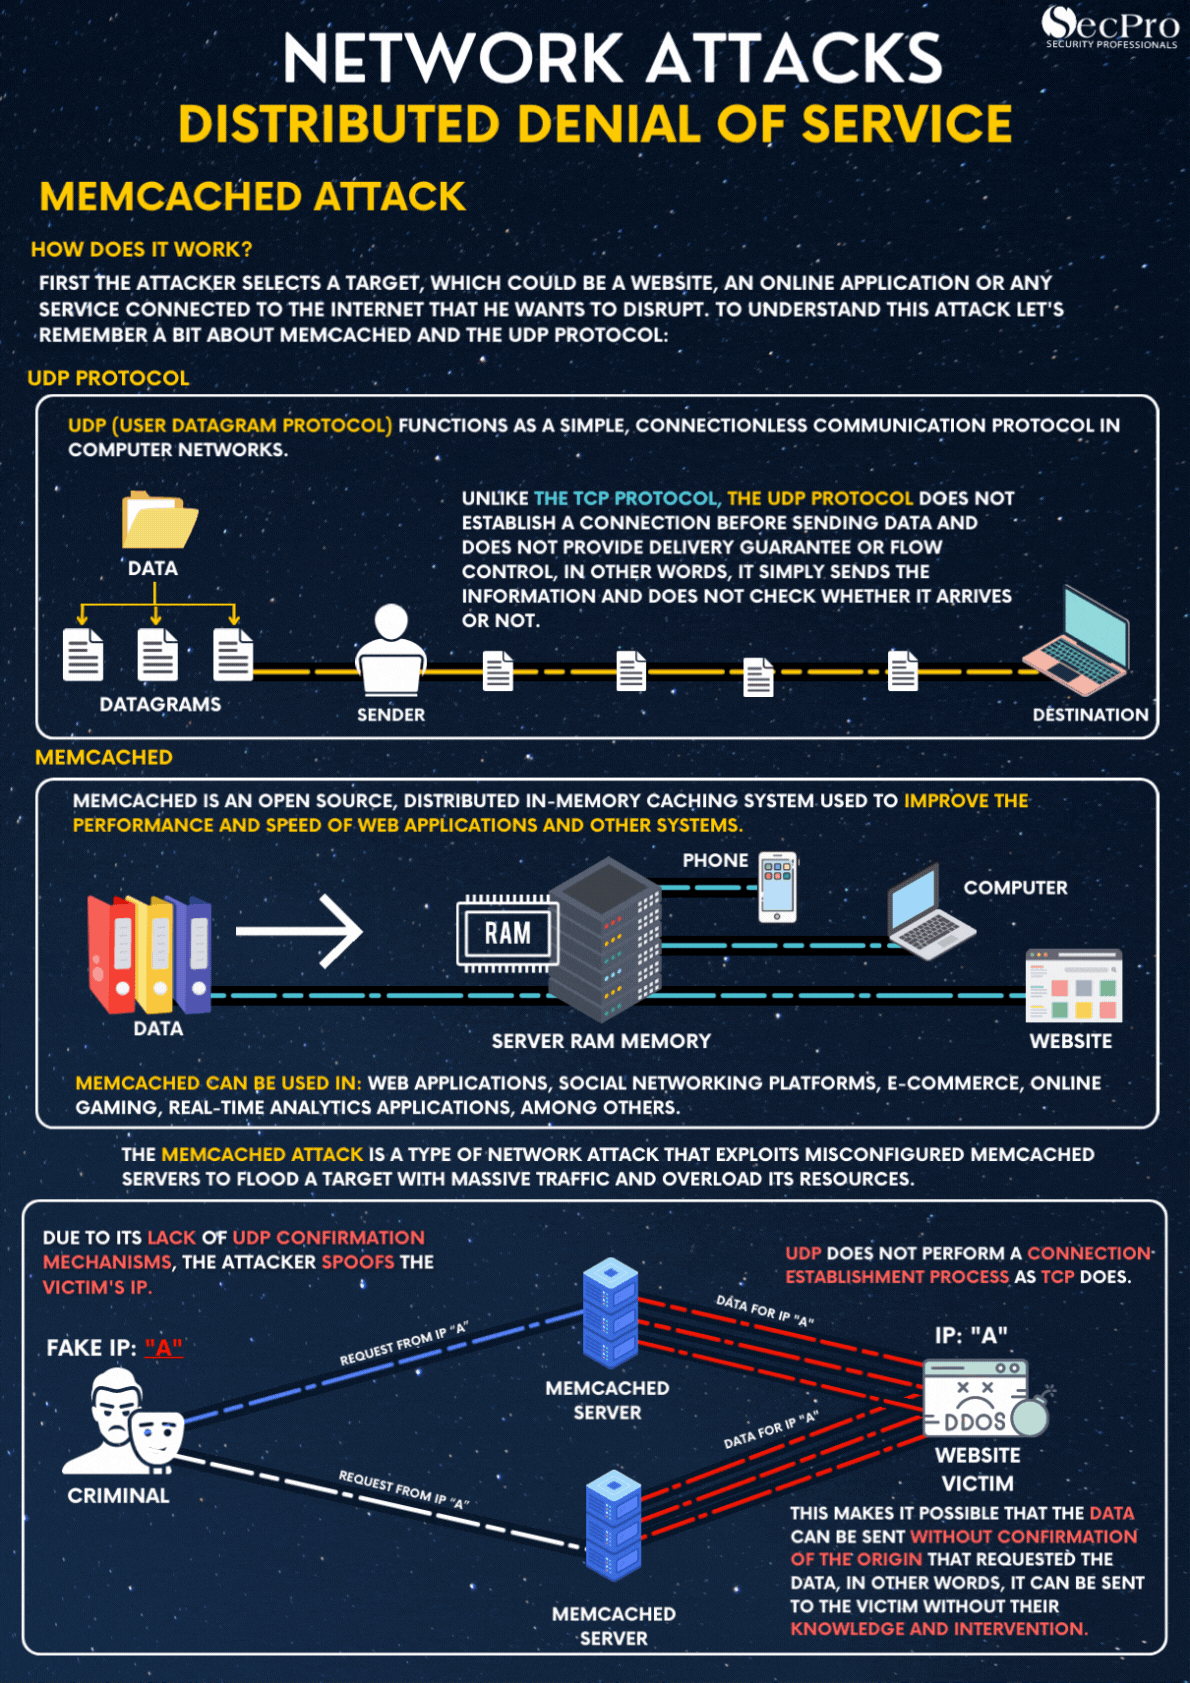 SecPro
SECURITY PROFESSIONALS
NETWORK ATTACKS
DISTRIBUTED DENIAL OF SERVICE
MEMCACHED ATTACK
HOW DOES IT WORK?
FIRST THE ATTACKER SELECTS A TARGET, WHICH COULD BE A WEBSITE, AN ONLINE APPLICATION OR ANY
SERVICE CONNECTED TO THE INTERNET THAT HE WANTS TO DISRUPT. TO UNDERSTAND THIS ATTACK LET'S
REMEMBER A BIT ABOUT MEMCACHED AND THE UDP PROTOCOL:
UDP PROTOCOL
UDP (USER DATAGRAM PROTOCOL) FUNCTIONS AS A SIMPLE, CONNECTIONLESS COMMUNICATION PROTOCOL IN
COMPUTER NETWORKS.
UNLIKE THE TCP PROTOCOL, THE UDP PROTOCOL DOES NOT
ESTABLISH A CONNECTION BEFORE SENDING DATA AND
DOES NOT PROVIDE DELIVERY GUARANTEE OR FLOW
CONTROL, IN OTHER WORDS, IT SIMPLY SENDS THE
INFORMATION AND DOES NOT CHECK WHETHER IT ARRIVES
OR NOT.
DATA
DATAGRAMS
SENDER
DESTINATION
MEMCACHED
MEMCACHED IS AN OPEN SOURCE, DISTRIBUTED IN-MEMORY CACHING SYSTEM USED TO IMPROVE THE
PERFORMANCE AND SPEED OF WEB APPLICATIONS AND OTHER SYSTEMS.
PHONE
COMPUTER
RAM
DATA
SERVER RAM MEMORY
WEBSITE
MEMCACHED CAN BE USED IN: WEB APPLICATIONS, SOCIAL NETWORKING PLATFORMS, E-COMMERCE, ONLINE
GAMING, REAL-TIME ANALYTICS APPLICATIONS, AMONG OTHERS.
THE MEMCACHED ATTACK IS A TYPE OF NETWORK ATTACK THAT EXPLOITS MISCONFIGURED MEMCACHED
SERVERS TO FLOOD A TARGET WITH MASSIVE TRAFFIC AND OVERLOAD ITS RESOURCES.
DUE TO ITS LACK OF UDP CONFIRMATION
MECHANISMS, THE ATTACKER SPOOFS THE
VICTIM'S IP.
UDP DOES NOT PERFORM A CONNECTION
ESTABLISHMENT PROCESS AS TCP DOES.
FAKE IP: "A"
REQUEST FROM IP "A"
DATA FOR IP "A"
IP: "A"
DDOS
MEMCACHED
SERVER
DATA FOR IP "A"
WEBSITE
VICTIM
CRIMINAL
REQUEST FROM IP "A"
THIS MAKES IT POSSIBLE THAT THE DATA
CAN BE SENT WITHOUT CONFIRMATION
OF THE ORIGIN THAT REQUESTED THE
DATA, IN OTHER WORDS, IT CAN BE SENT
TO THE VICTIM WITHOUT THEIR
KNOWLEDGE AND INTERVENTION.
MEMCACHED
SERVER